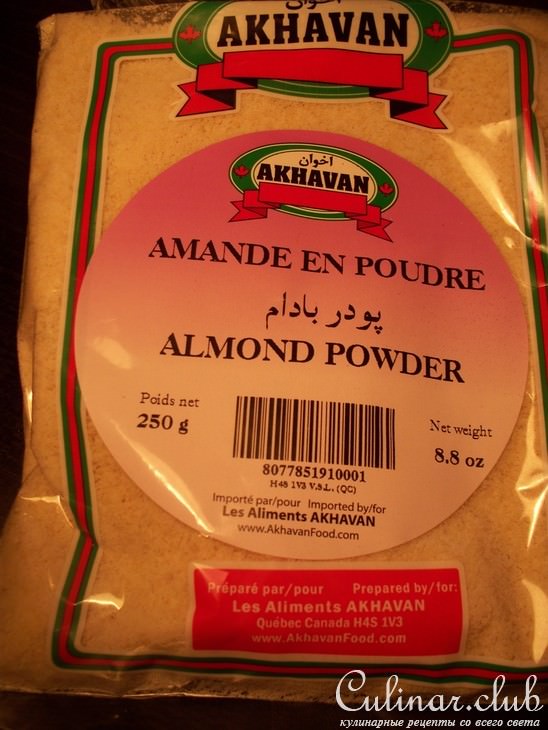 اخوان
AKHAVAN
اخوان
AKHAVAN
AMANDE EN POUDRE
پودر بادام
ALMOND POWDER
Poids net
250 g
Net weight
8.8 oz
8077851910001
H4S 1V3 V.S.L. (QC)
Importé par/pour Imported by/for
Les Aliments AKHAVAN
www.AkhavanFood.com
Préparé par/pour Prepared by/for:
Les Aliments AKHAVAN
Québec Canada H4S 1V3
www.AkhavanFood.com
Culinar.club
кулинарные рецепты со всего света